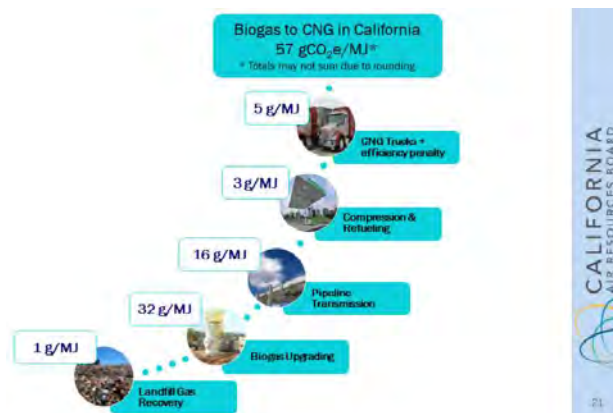 Biogas to CNG in California
57 gCO₂e/MJ*
* Totals may not sum due to rounding.
5 g/MJ
CNG Trucks +
efficiency penalty
3 g/MJ
Compression &
Refueling
16 g/MJ
Pipeline
Transmission
32 g/MJ
Biogas Upgrading
1 g/MJ
Landfill Gas
Recovery
CALIFORNIA
AIR RESOURCES BOARD
21